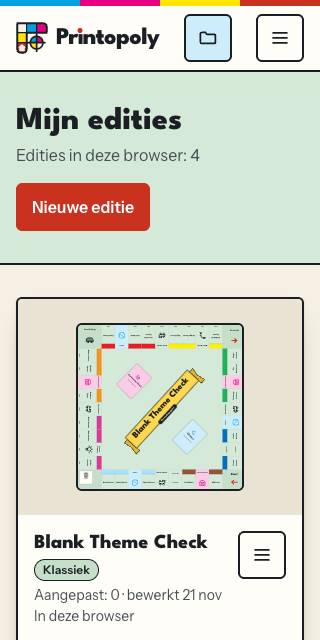 Printopoly
Mijn edities
Edities in deze browser: 4
Nieuwe editie
Blank Theme Check
Blank Theme Check
Klassiek
Aangepast: 0 · bewerkt 21 nov
In deze browser